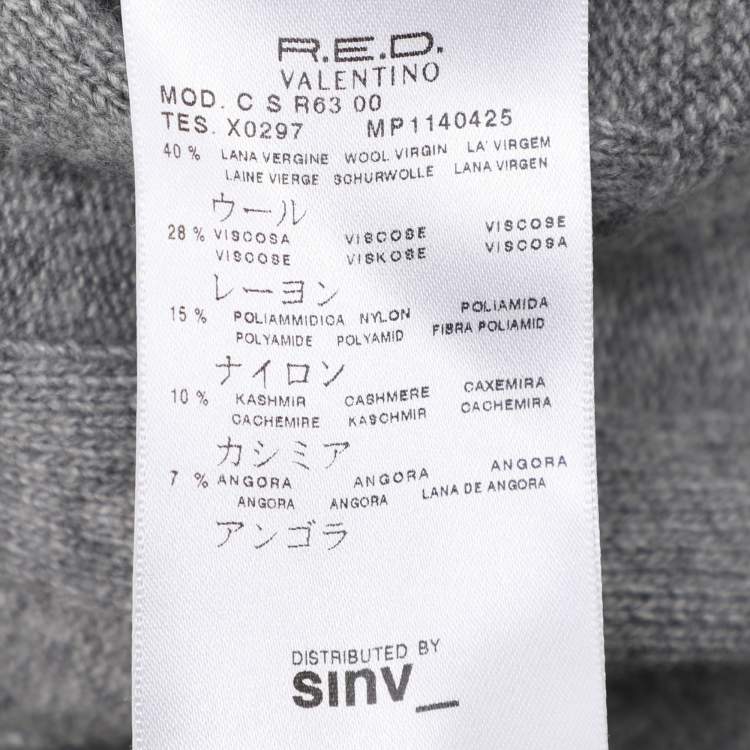 R.E.D.
VALENTINO
MOD. C S R63 00
TES. X0297 MP1140425
40 % LANA VERGINE WOOL VIRGIN LA' VIRGEM
LAINE VIERGE SCHURWOLLE LANA VIRGEN
ウール
28 % VISCOSA VISCOSE VISCOSE
VISCOSE VISKOSE VISCOSA
レーヨン
15 % POLIAMMIDICA NYLON POLIAMIDA
POLYAMIDE POLYAMID FIBRA POLIAMID
ナイロン
10 % KASHMIR CASHMERE CAXEMIRA
CACHEMIRE KASCHMIR CACHEMIRA
カシミア
7 % ANGORA ANGORA ANGORA
ANGORA ANGORA LANA DE ANGORA
アンゴラ
DISTRIBUTED BY
sinv_